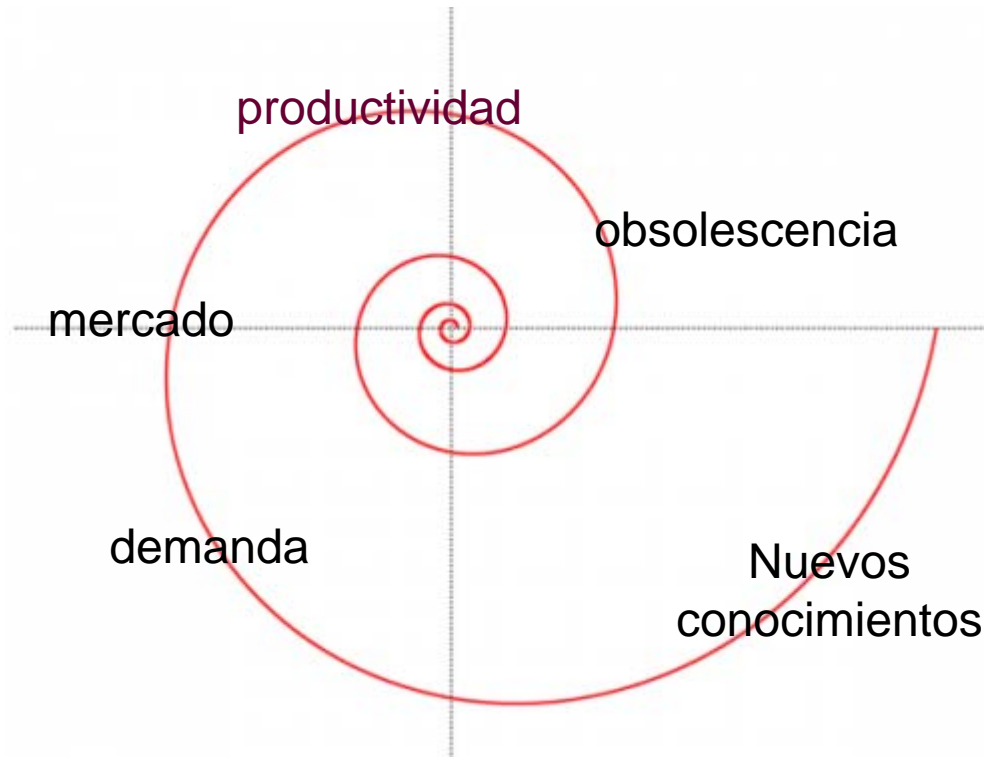 productividad
obsolescencia
mercado
demanda
Nuevos
conocimientos